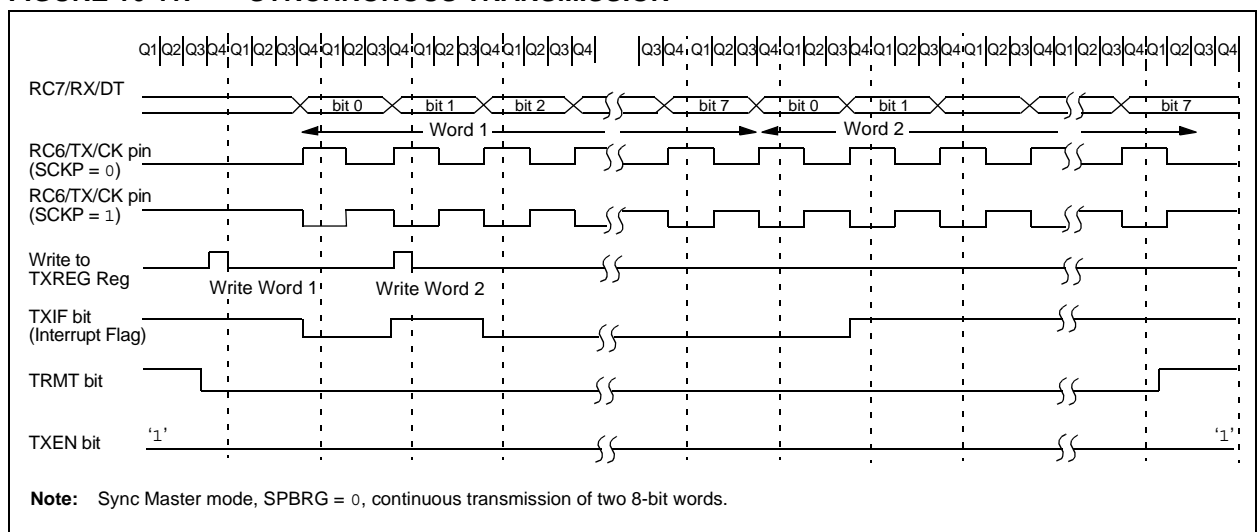 FIGURE 16-11: SYNCHRONOUS TRANSMISSION
Q1 Q2 Q3 Q4 Q1 Q2 Q3 Q4 Q1 Q2 Q3 Q4 Q1 Q2 Q3 Q4 Q1 Q2 Q3 Q4 Q3 Q4 Q1 Q2 Q3 Q4 Q1 Q2 Q3 Q4 Q1 Q2 Q3 Q4 Q1 Q2 Q3 Q4 Q1 Q2 Q3 Q4 Q1 Q2 Q3 Q4
RC7/RX/DT
bit 0 bit 1 bit 2 bit 7 bit 0 bit 1 bit 7
Word 1 Word 2
RC6/TX/CK pin
(SCKP = 0)
RC6/TX/CK pin
(SCKP = 1)
Write to
TXREG Reg
Write Word 1 Write Word 2
TXIF bit
(Interrupt Flag)
TRMT bit
TXEN bit '1' '1'
Note: Sync Master mode, SPBRG = 0, continuous transmission of two 8-bit words.